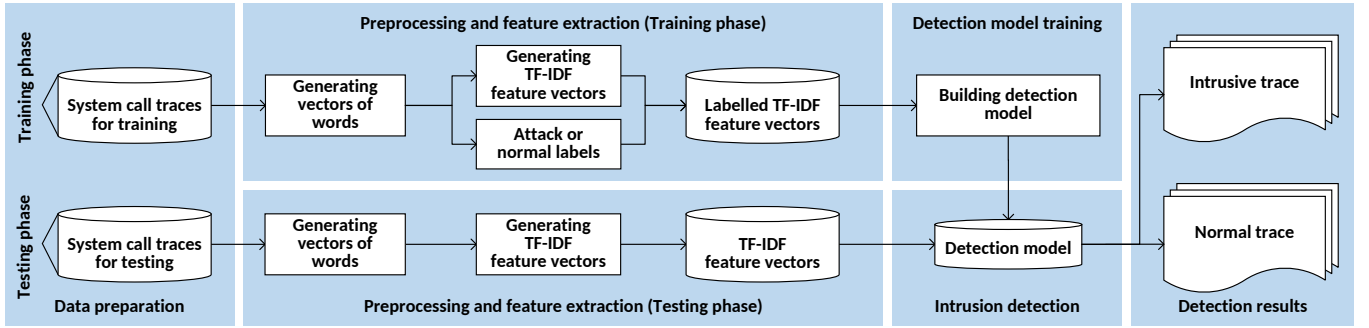 Preprocessing and feature extraction (Training phase)
Detection model training
Training phase
System call traces
for training
Generating
vectors of
words
Generating
TF-IDF
feature vectors
Attack or
normal labels
Labelled TF-IDF
feature vectors
Building detection
model
Intrusive trace
Testing phase
System call traces
for testing
Generating
vectors of
words
Generating
TF-IDF
feature vectors
TF-IDF
feature vectors
Detection model
Normal trace
Data preparation
Preprocessing and feature extraction (Testing phase)
Intrusion detection
Detection results